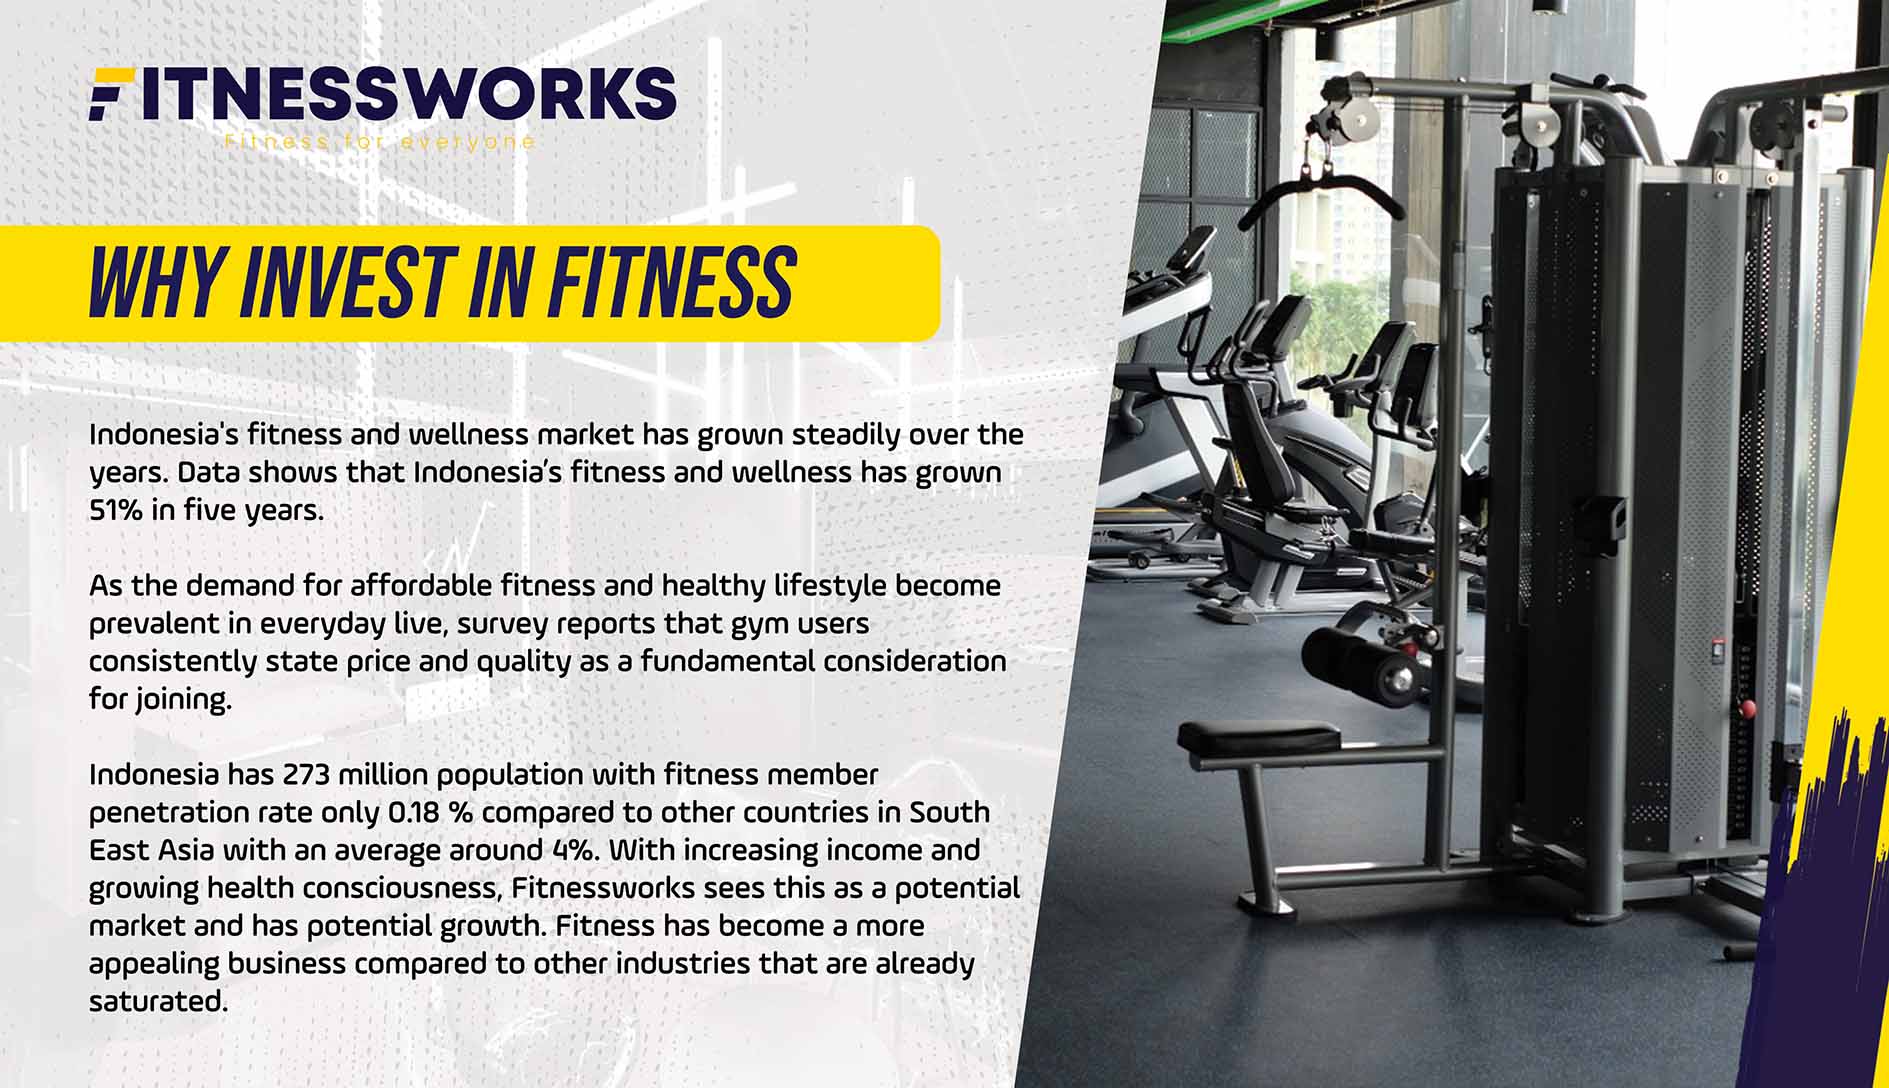 FITNESSWORKS
Fitness for everyone
WHY INVEST IN FITNESS
Indonesia's fitness and wellness market has grown steadily over the
years. Data shows that Indonesia’s fitness and wellness has grown
51% in five years.
As the demand for affordable fitness and healthy lifestyle become
prevalent in everyday live, survey reports that gym users
consistently state price and quality as a fundamental consideration
for joining.
Indonesia has 273 million population with fitness member
penetration rate only 0.18 % compared to other countries in South
East Asia with an average around 4%. With increasing income and
growing health consciousness, Fitnessworks sees this as a potential
market and has potential growth. Fitness has become a more
appealing business compared to other industries that are already
saturated.